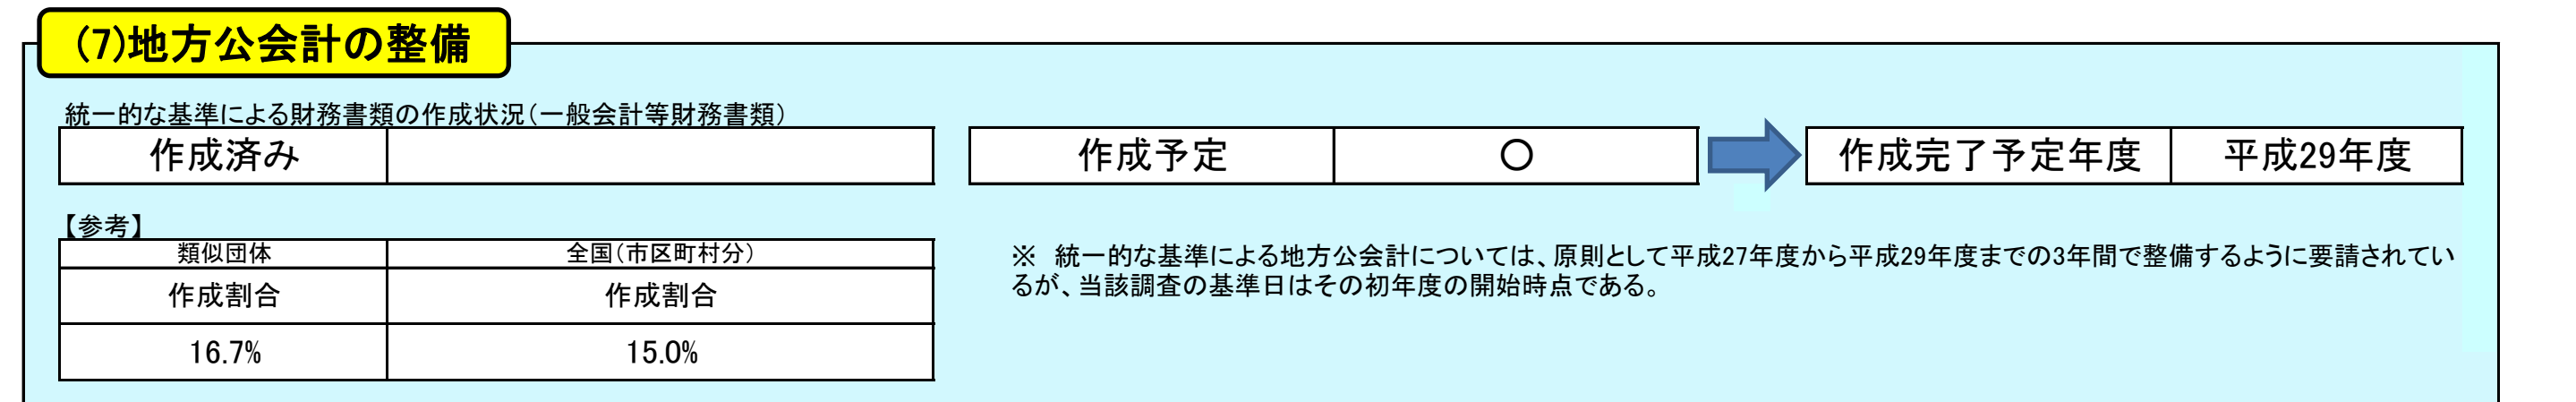 (7)地方公会計の整備
統一的な基準による財務書類の作成状況(一般会計等財務書類)
作成済み
作成予定 〇
作成完了予定年度 平成29年度
【参考】
類似団体 全国(市区町村分)
作成割合 作成割合
16.7% 15.0%
※ 統一的な基準による地方公会計については、原則として平成27年度から平成29年度までの3年間で整備するように要請されてい
るが、当該調査の基準日はその初年度の開始時点である。